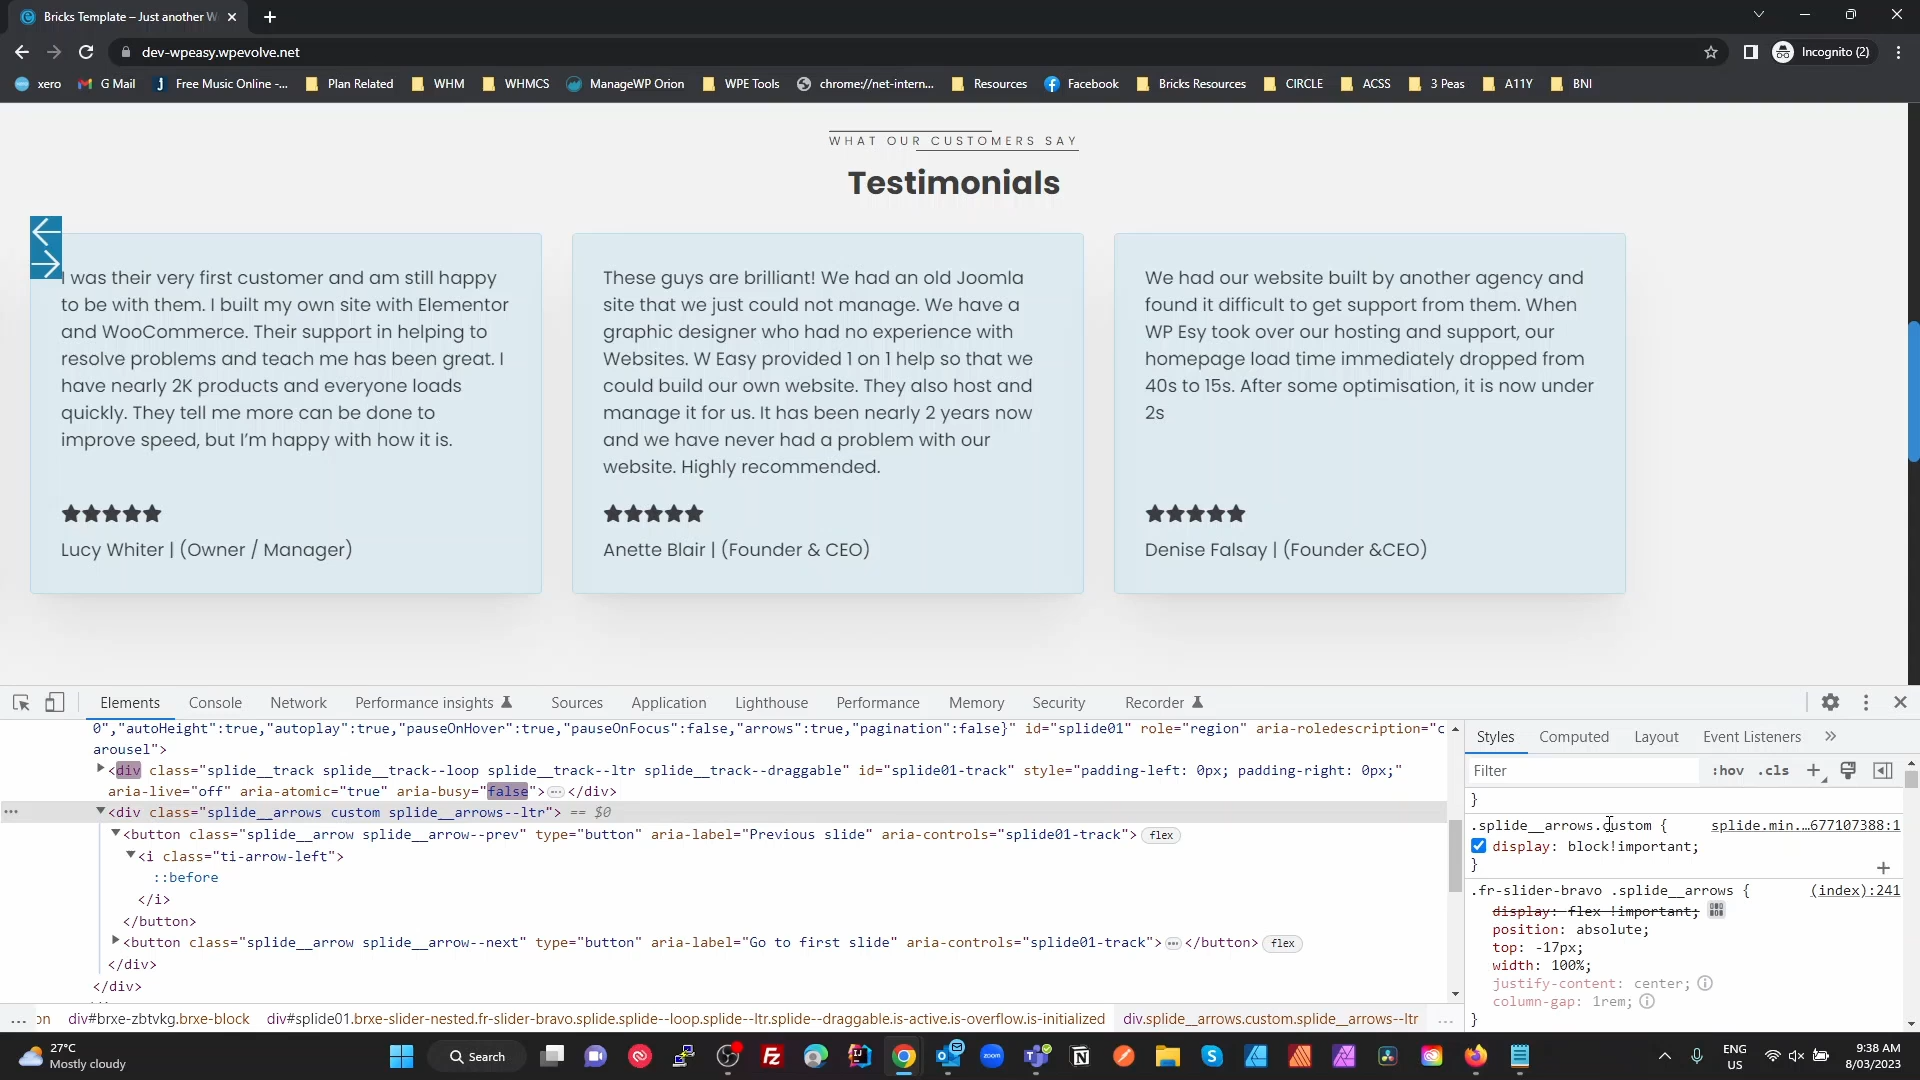 Bricks Template – Just another W
dev-wpeasy.wpevolve.net
Incognito (2)
xero
G Mail
Free Music Online -...
Plan Related
WHM
WHMCS
ManageWP Orion
WPE Tools
chrome://net-intern...
Resources
Facebook
Bricks Resources
CIRCLE
ACSS
3 Peas
A11Y
BNI
WHAT OUR CUSTOMERS SAY
Testimonials
I was their very first customer and am still happy
to be with them. I built my own site with Elementor
and WooCommerce. Their support in helping to
resolve problems and teach me has been great. I
have nearly 2K products and everyone loads
quickly. They tell me more can be done to
improve speed, but I'm happy with how it is.
Lucy Whiter | (Owner / Manager)
These guys are brilliant! We had an old Joomla
site that we just could not manage. We have a
graphic designer who had no experience with
Websites. W Easy provided 1 on 1 help so that we
could build our own website. They also host and
manage it for us. It has been nearly 2 years now
and we have never had a problem with our
website. Highly recommended.
Anette Blair | (Founder & CEO)
We had our website built by another agency and
found it difficult to get support from them. When
WP Esy took over our hosting and support, our
homepage load time immediately dropped from
40s to 15s. After some optimisation, it is now under
2s
Denise Falsay | (Founder &CEO)
Elements
Console
Network
Performance insights
Sources
Application
Lighthouse
Performance
Memory
Security
Recorder
0","autoHeight":true,"autoplay":true,"pauseOnHover":true,"pauseOnFocus":false,"arrows":true,"pagination":false}" id="splide01" role="region" aria-roledescription="c
arousel">
<div class="splide__track splide__track--loop splide__track--ltr splide__track--draggable" id="splide01-track" style="padding-left: 0px; padding-right: 0px;"
aria-live="off" aria-atomic="true" aria-busy="false">…</div>
<div class="splide__arrows custom splide__arrows--ltr"> == $0
<button class="splide__arrow splide__arrow--prev" type="button" aria-label="Previous slide" aria-controls="splide01-track"> flex
<i class="ti-arrow-left">
::before
</i>
</button>
<button class="splide__arrow splide__arrow--next" type="button" aria-label="Go to first slide" aria-controls="splide01-track">…</button> flex
</div>
</div>
... on div#brxe-zbtvkg.brxe-block div#splide01.brxe-slider-nested.fr-slider-bravo.splide.splide--loop.splide--ltr.splide--draggable.is-active.is-overflow.is-initialized div.splide__arrows.custom.splide__arrows--ltr ...
Styles
Computed
Layout
Event Listeners
»
Filter
:hov
.cls
}
.splide__arrows.custom { splide.min.…677107388:1
display: block!important;
}
.fr-slider-bravo .splide__arrows { (index):241
display: flex !important;
position: absolute;
top: -17px;
width: 100%;
justify-content: center;
column-gap: 1rem;
}
27°C
Mostly cloudy
Search
ENG
US
9:38 AM
8/03/2023